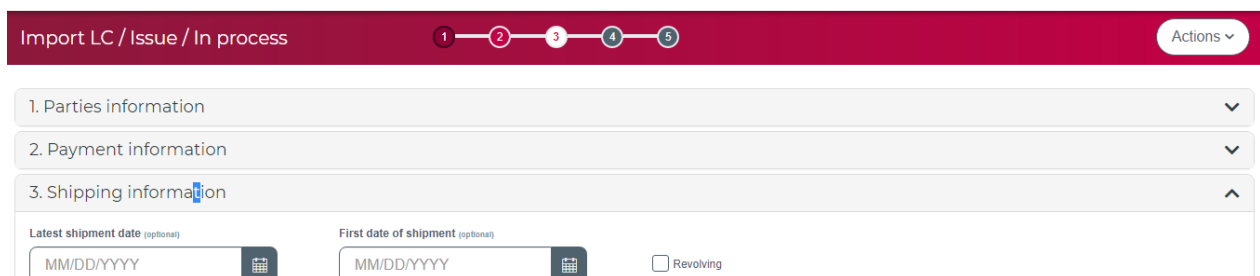 Import LC / Issue / In process 1 2 3 4 5 Actions
1. Parties information
2. Payment information
3. Shipping information
Latest shipment date (optional) First date of shipment (optional)
MM/DD/YYYY MM/DD/YYYY Revolving